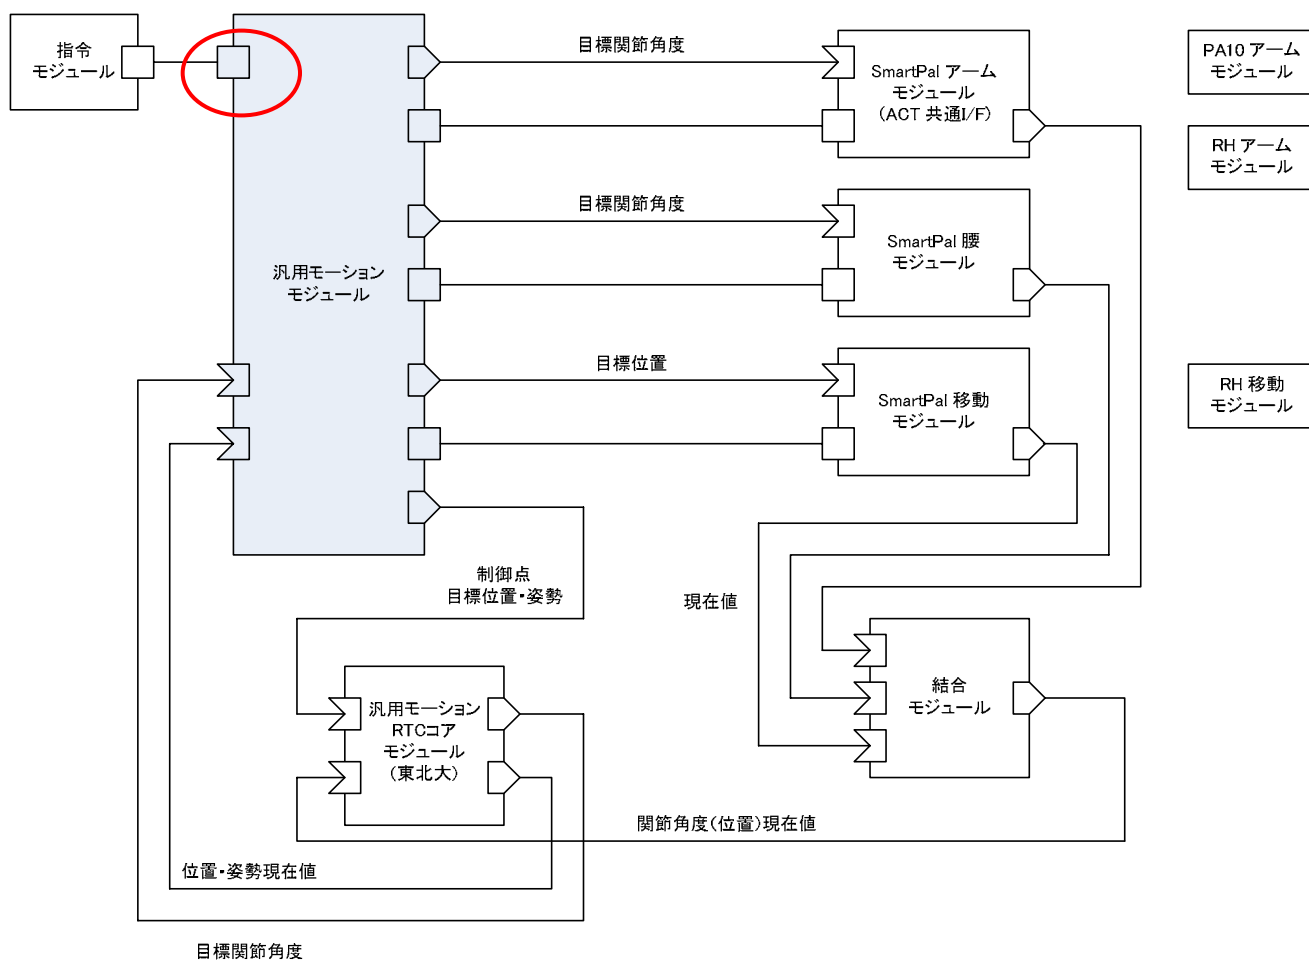 指令
モジュール
目標関節角度
SmartPal アーム
モジュール
(ACT 共通I/F)
PA10 アーム
モジュール
RH アーム
モジュール
目標関節角度
SmartPal 腰
モジュール
汎用モーション
モジュール
目標位置
SmartPal 移動
モジュール
RH 移動
モジュール
制御点
目標位置・姿勢
現在値
結合
モジュール
汎用モーション
RTCコア
モジュール
(東北大)
関節角度(位置)現在値
位置・姿勢現在値
目標関節角度